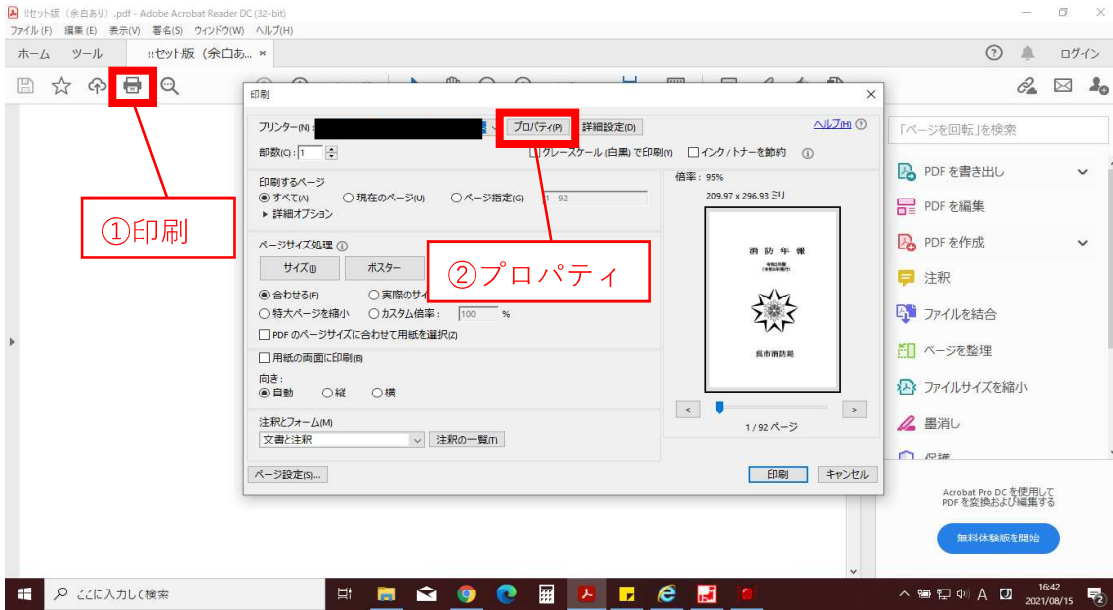 !!セット版（余白あり）.pdf - Adobe Acrobat Reader DC (32-bit)
ファイル(F) 編集(E) 表示(V) 署名(S) ウィンドウ(W) ヘルプ(H)
ホーム ツール !!セット版（余白あ... ×
ログイン
印刷
プリンター(N): プロパティ(P) 詳細設定(D) ヘルプ(H)
部数(C): 1 グレースケール(白黒)で印刷(Y) インク/トナーを節約
印刷するページ
すべて(A) 現在のページ(U) ページ指定(G) 92
詳細オプション
①印刷
②プロパティ
ページサイズ処理
サイズ(I) ポスター
合わせる(F) 実際のサイ
特大ページを縮小 カスタム倍率: 100 %
PDF のページサイズに合わせて用紙を選択(Z)
用紙の両面に印刷(B)
向き:
自動 縦 横
注釈とフォーム(M)
文書と注釈 注釈の一覧(T)
ページ設定(S)...
倍率: 95%
209.97 x 296.93 ミリ
消防年報
呉市消防局
< >
1 / 92 ページ
印刷 キャンセル
「ページを回転」を検索
PDF を書き出し
PDF を編集
PDF を作成
注釈
ファイルを結合
ページを整理
ファイルサイズを縮小
墨消し
保護
Acrobat Pro DC を使用して
PDF を変換および編集する
無料体験版を開始
ここに入力して検索
A
16:42
2021/08/15
2